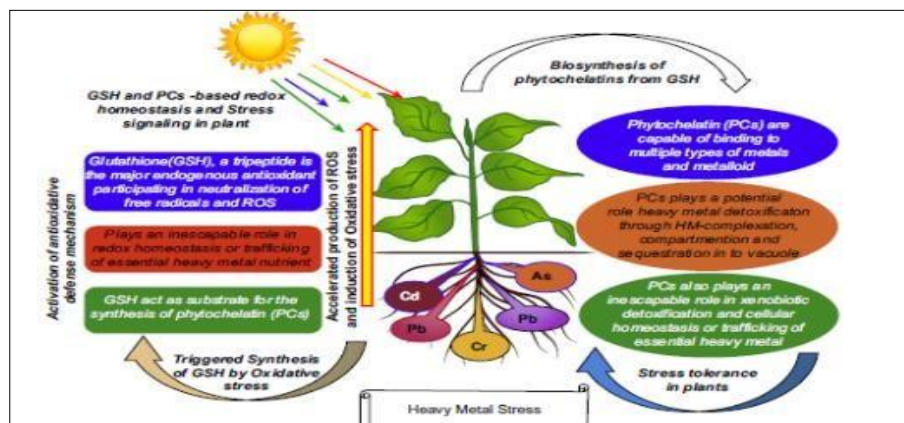 GSH and PCs -based redox
homeostasis and Stress
signaling in plant
Glutathione(GSH), a tripeptide is
the major endogenous antioxidant
participating in neutralization of
free radicals and ROS
Plays an inescapable role in
redox homeostasis or trafficking
of essential heavy metal nutrient
GSH act as substrate for the
synthesis of phytochelatin (PCs)
Activation of antioxidative
defense mechanism
Triggered Synthesis
of GSH by Oxidative
stress
Accelerated production of ROS
and induction of Oxidative stress
Cd
Pb
Cr
Pb
As
Heavy Metal Stress
Biosynthesis of
phytochelatins from GSH
Phytochelatin (PCs) are
capable of binding to
multiple types of metals
and metalloid
PCs plays a potential
role heavy metal detoxificaton
through HM-complexation,
compartmention and
sequestration in to vacuole
PCs also plays an
inescapable role in xenobiotic
detoxification and cellular
homeostasis or trafficking of
essential heavy metal
Stress tolerance
in plants